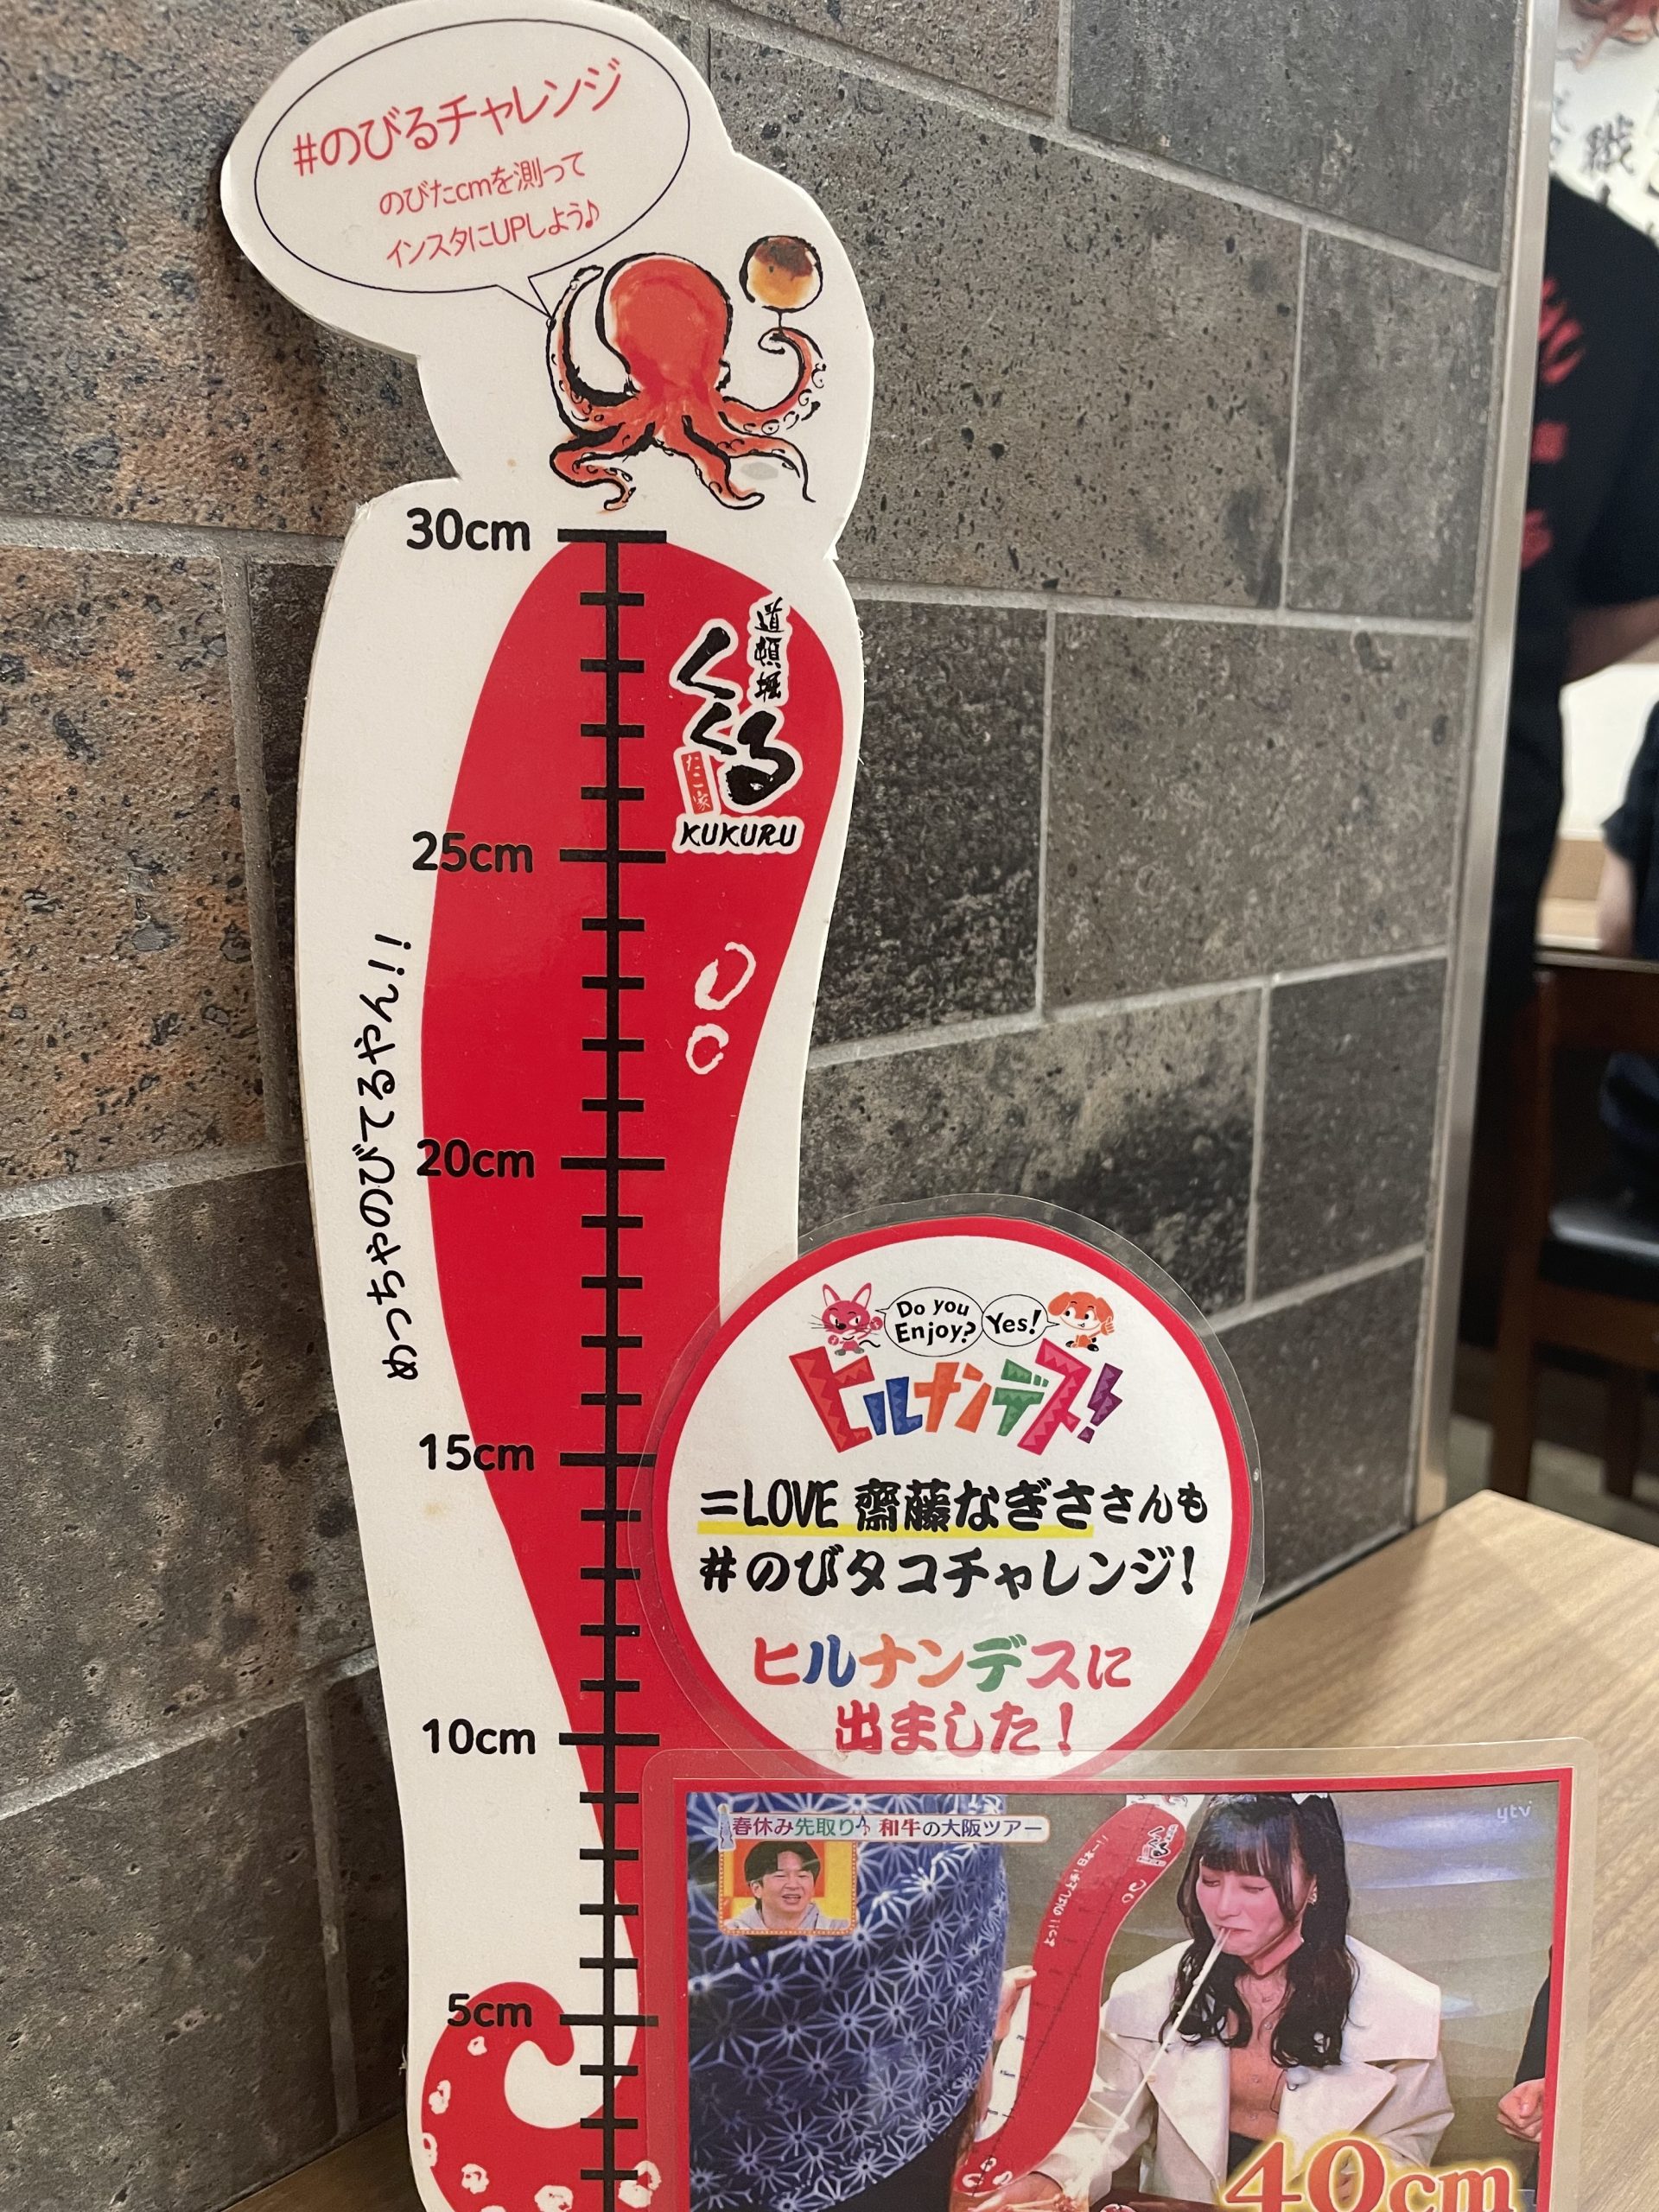 #のびるチャレンジ
のびたcmを測って
インスタにUPしよう♪
30cm
道頓堀
くくる
たこ家
KUKURU
25cm
めっちゃのびてるやん!!
20cm
15cm
10cm
5cm
Do you
Enjoy?
Yes!
ヒルナンデス!
=LOVE 齋藤なぎささんも
#のびタコチャレンジ!
ヒルナンデスに
出ました!
春休み先取り♪ 和牛の大阪ツアー
ytv
くくる
40cm
職